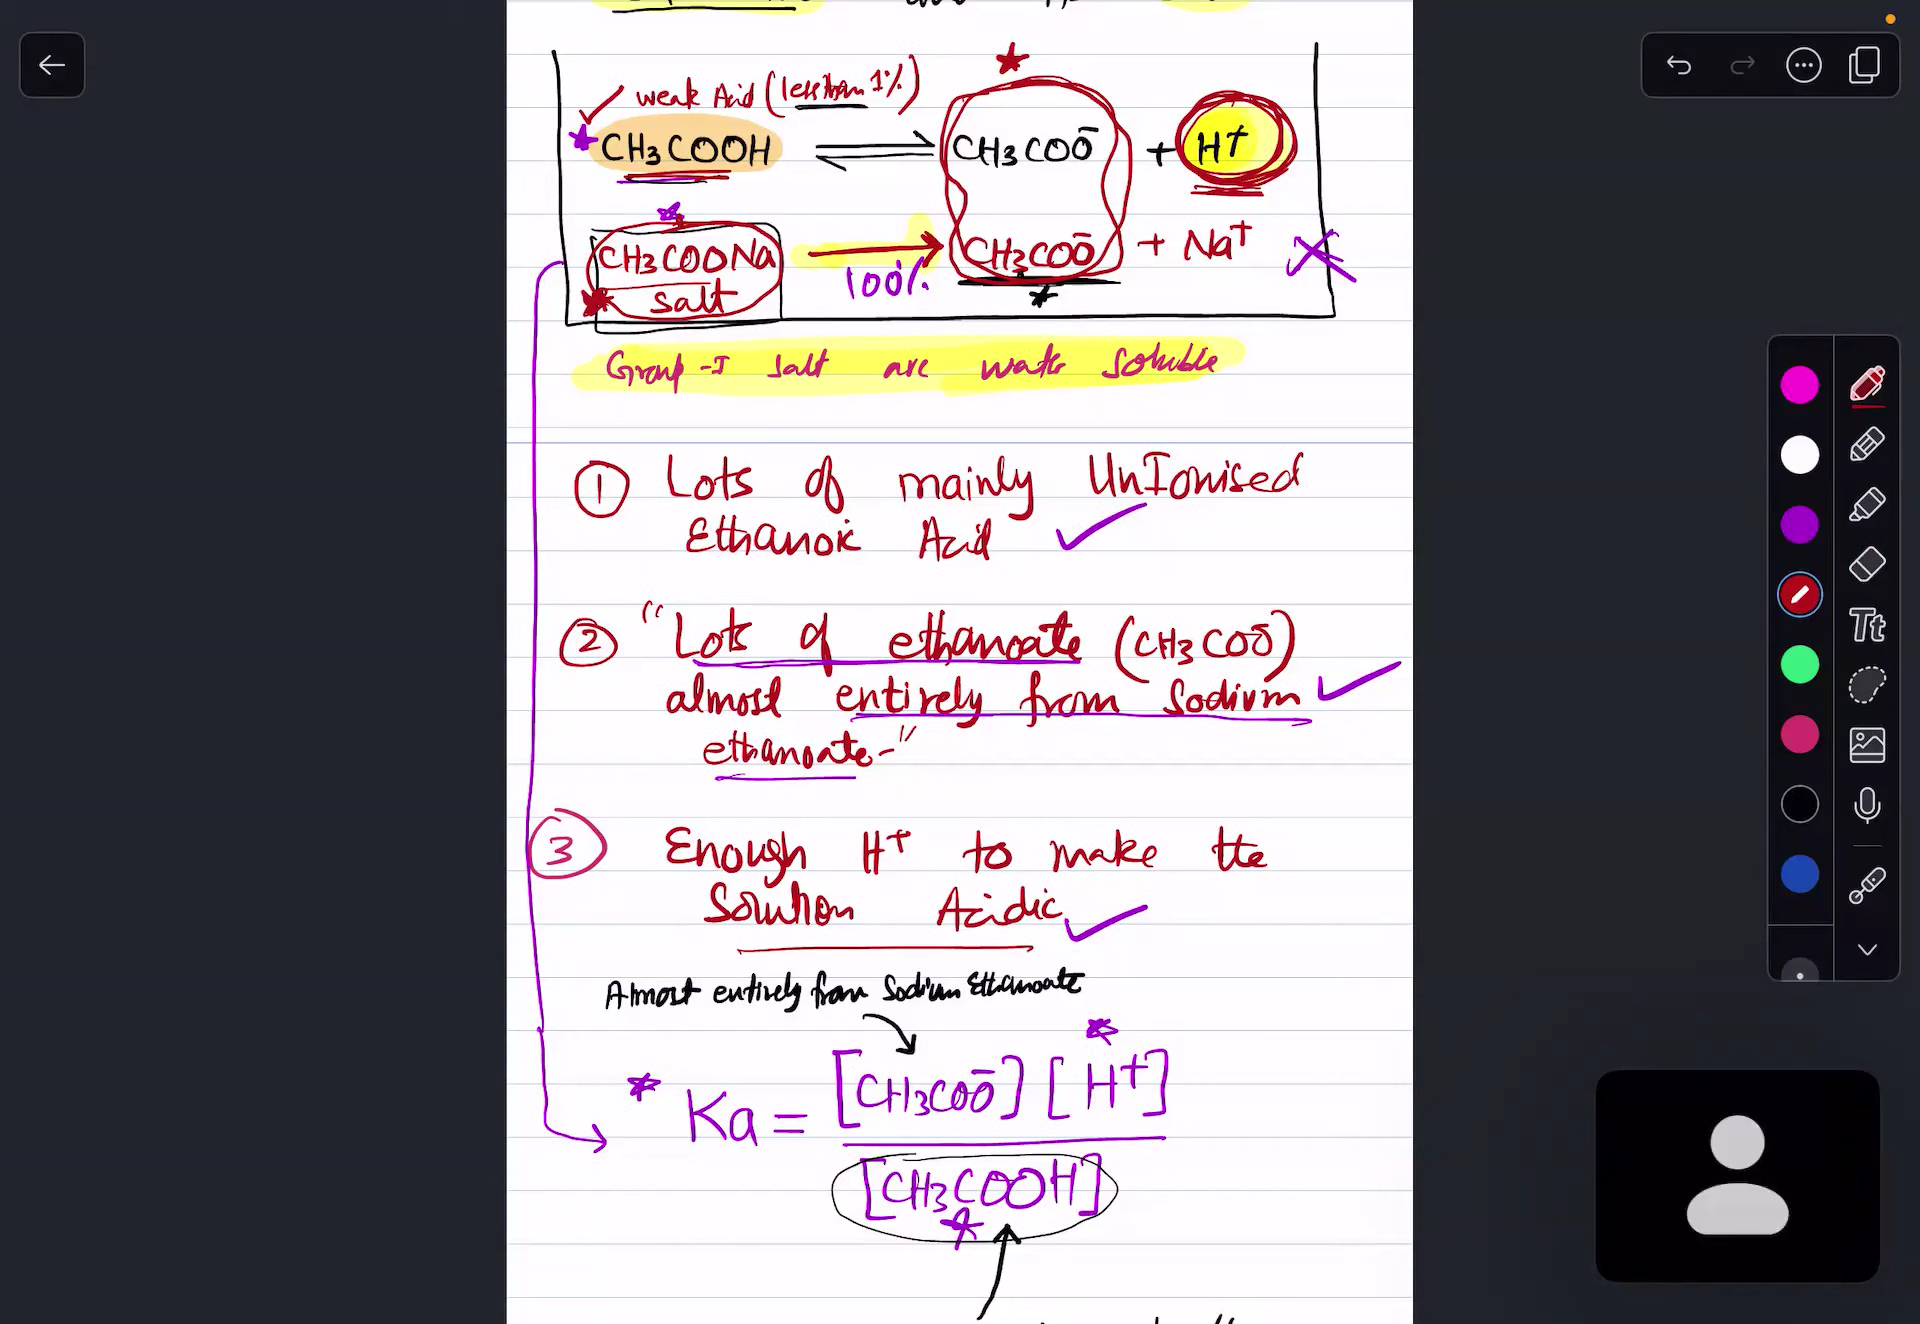 weak Acid (less than 1%)
CH3COOH ⇌ CH3COO⁻ + H⁺
CH3COONa → CH3COO⁻ + Na⁺
Salt 100%
Group-I salt are water soluble
① Lots of mainly UnIonised
Ethanoic Acid
② "Lots of ethanoate (CH3COO⁻)
almost entirely from Sodium
ethanoate-"
③ Enough H⁺ to make the
Solution Acidic
Almost entirely from Sodium Ethanoate
Ka = [CH3COO⁻] [H⁺]
[CH3COOH]
Tt